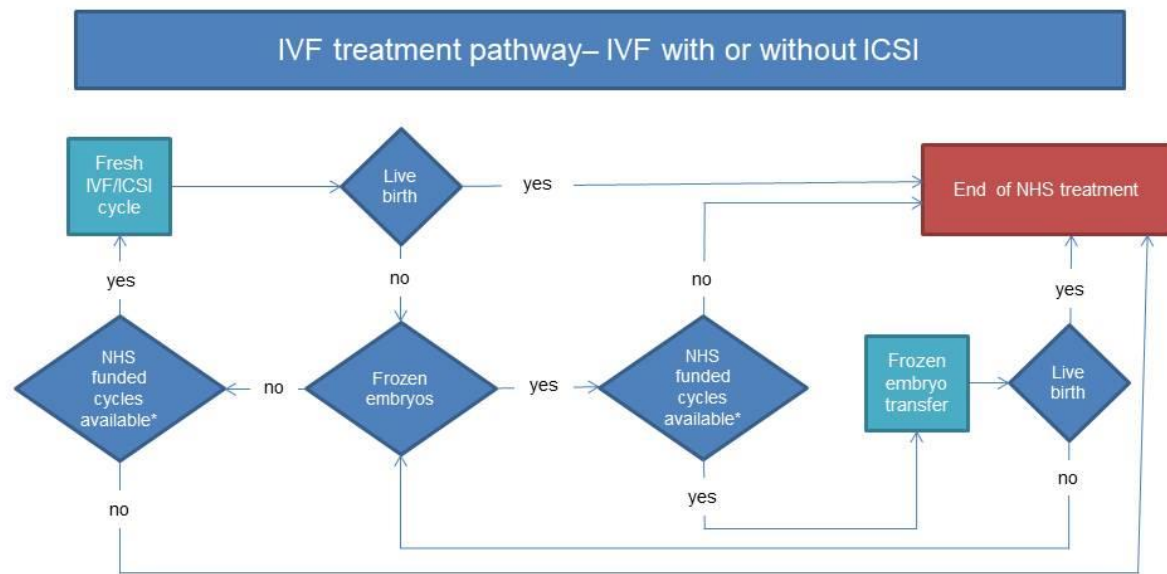 IVF treatment pathway– IVF with or without ICSI
Fresh
IVF/ICSI
cycle
Live
birth
yes
End of NHS treatment
yes
no
no
yes
NHS
funded
cycles
available*
no
Frozen
embryos
yes
NHS
funded
cycles
available*
Frozen
embryo
transfer
Live
birth
no
yes
no